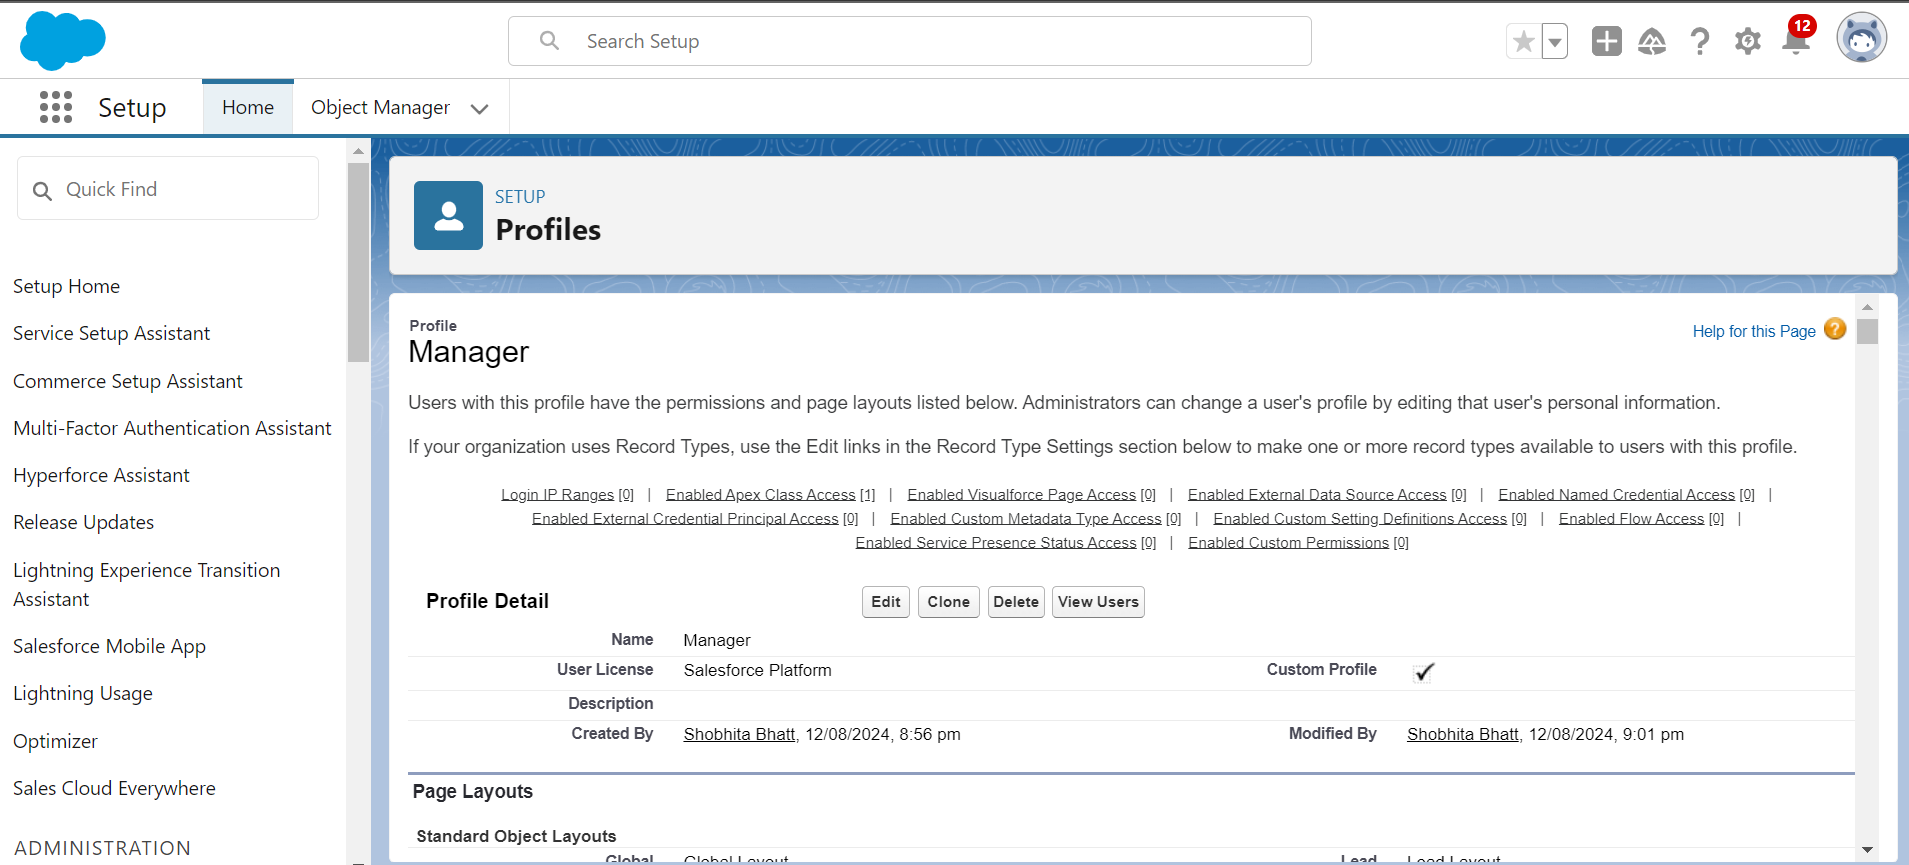 Search Setup
12
Setup
Home
Object Manager
Quick Find
Setup Home
Service Setup Assistant
Commerce Setup Assistant
Multi-Factor Authentication Assistant
Hyperforce Assistant
Release Updates
Lightning Experience Transition
Assistant
Salesforce Mobile App
Lightning Usage
Optimizer
Sales Cloud Everywhere
ADMINISTRATION
SETUP
Profiles
Profile
Manager
Help for this Page ?
Users with this profile have the permissions and page layouts listed below. Administrators can change a user's profile by editing that user's personal information.
If your organization uses Record Types, use the Edit links in the Record Type Settings section below to make one or more record types available to users with this profile.
Login IP Ranges [0] | Enabled Apex Class Access [1] | Enabled Visualforce Page Access [0] | Enabled External Data Source Access [0] | Enabled Named Credential Access [0] |
Enabled External Credential Principal Access [0] | Enabled Custom Metadata Type Access [0] | Enabled Custom Setting Definitions Access [0] | Enabled Flow Access [0] |
Enabled Service Presence Status Access [0] | Enabled Custom Permissions [0]
Profile Detail Edit Clone Delete View Users
Name Manager
User License Salesforce Platform Custom Profile
Description
Created By Shobhita Bhatt, 12/08/2024, 8:56 pm Modified By Shobhita Bhatt, 12/08/2024, 9:01 pm
Page Layouts
Standard Object Layouts
Global Global Layout Lead Lead Layout